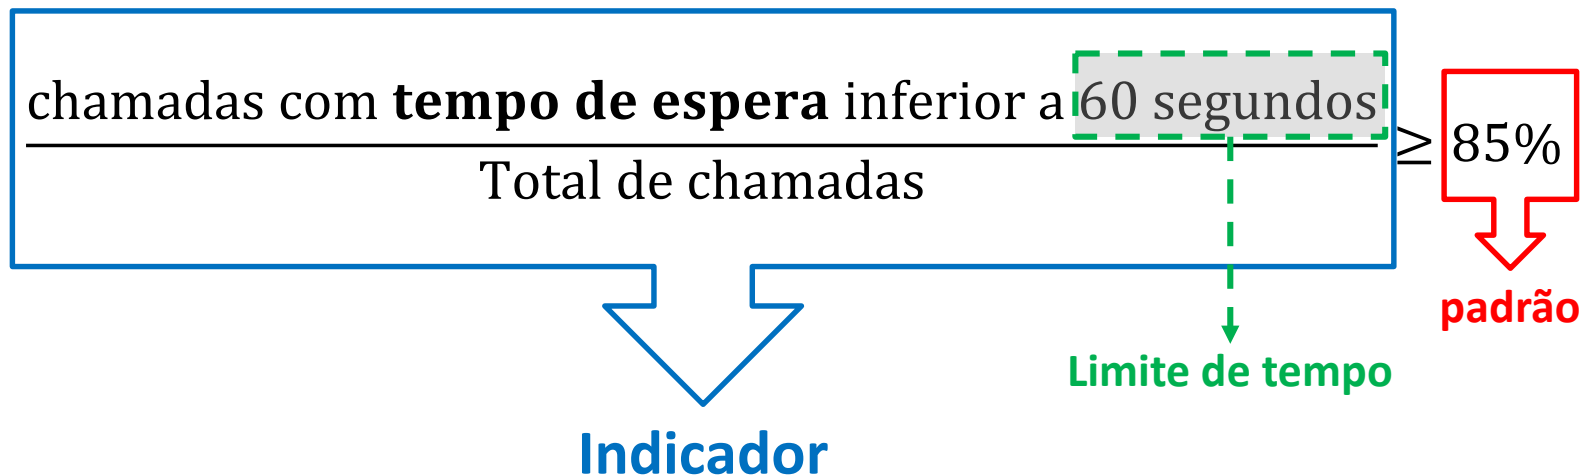 chamadas com tempo de espera inferior a 60 segundos
Total de chamadas
≥ 85%
padrão
Limite de tempo
Indicador